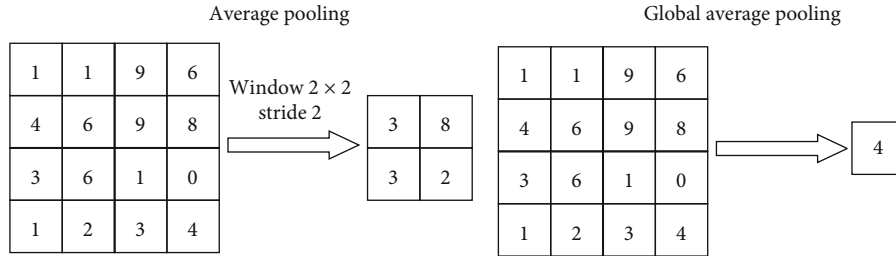 Average pooling
1 1 9 6
4 6 9 8
3 6 1 0
1 2 3 4
Window 2 × 2
stride 2
3 8
3 2
Global average pooling
1 1 9 6
4 6 9 8
3 6 1 0
1 2 3 4
4